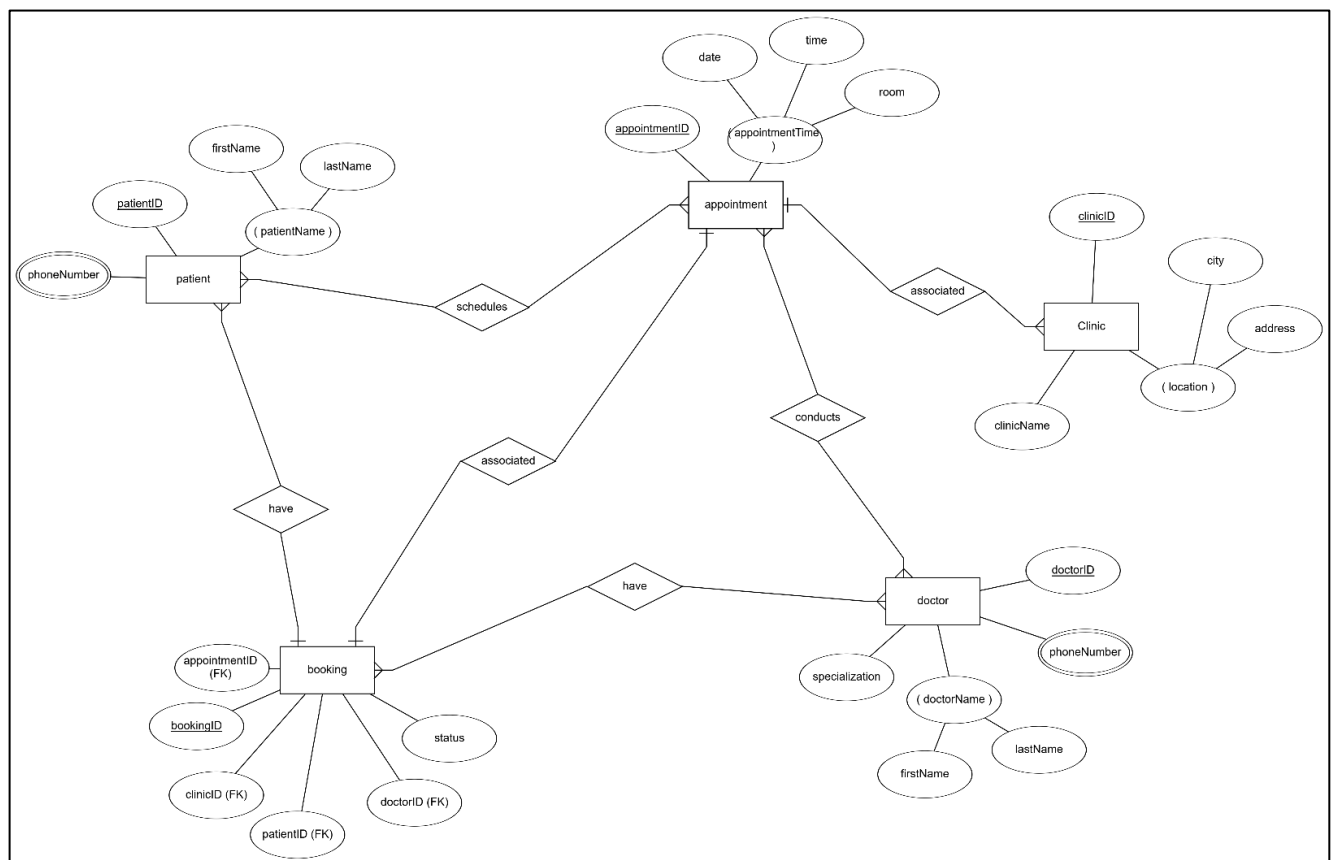 time
date
room
appointmentID
( appointmentTime
)
firstName
lastName
patientID
( patientName )
appointment
clinicID
phoneNumber
patient
city
schedules
associated
Clinic
address
( location )
clinicName
conducts
associated
have
have
doctorID
doctor
phoneNumber
appointmentID
(FK)
booking
specialization
( doctorName )
bookingID
status
lastName
firstName
clinicID (FK)
doctorID (FK)
patientID (FK)